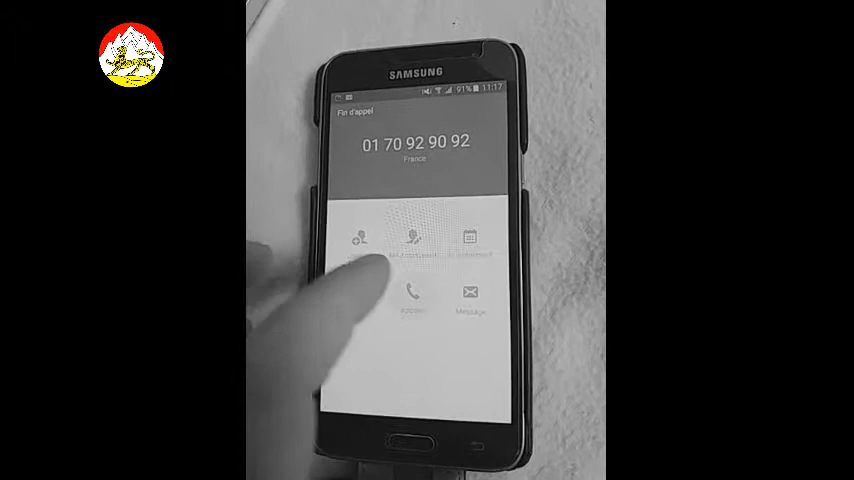 SAMSUNG
91% 11:17
Fin d'appel
01 70 92 90 92
France
Message